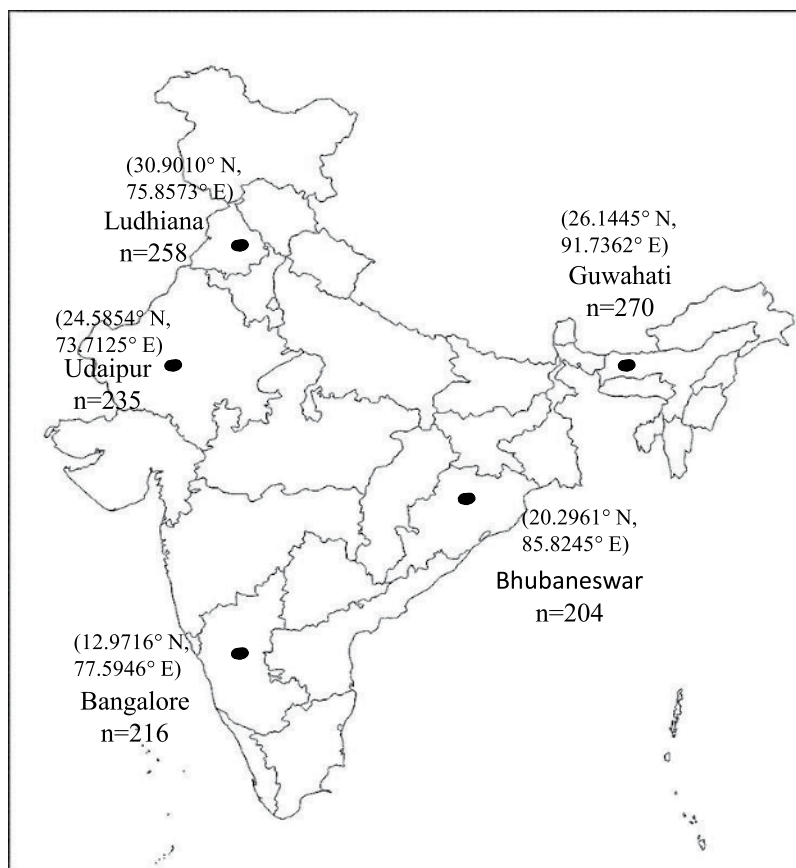 (30.9010° N,
75.8573° E)
Ludhiana
n=258
(26.1445° N,
91.7362° E)
Guwahati
n=270
(24.5854° N,
73.7125° E)
Udaipur
n=235
(20.2961° N,
85.8245° E)
Bhubaneswar
n=204
(12.9716° N,
77.5946° E)
Bangalore
n=216